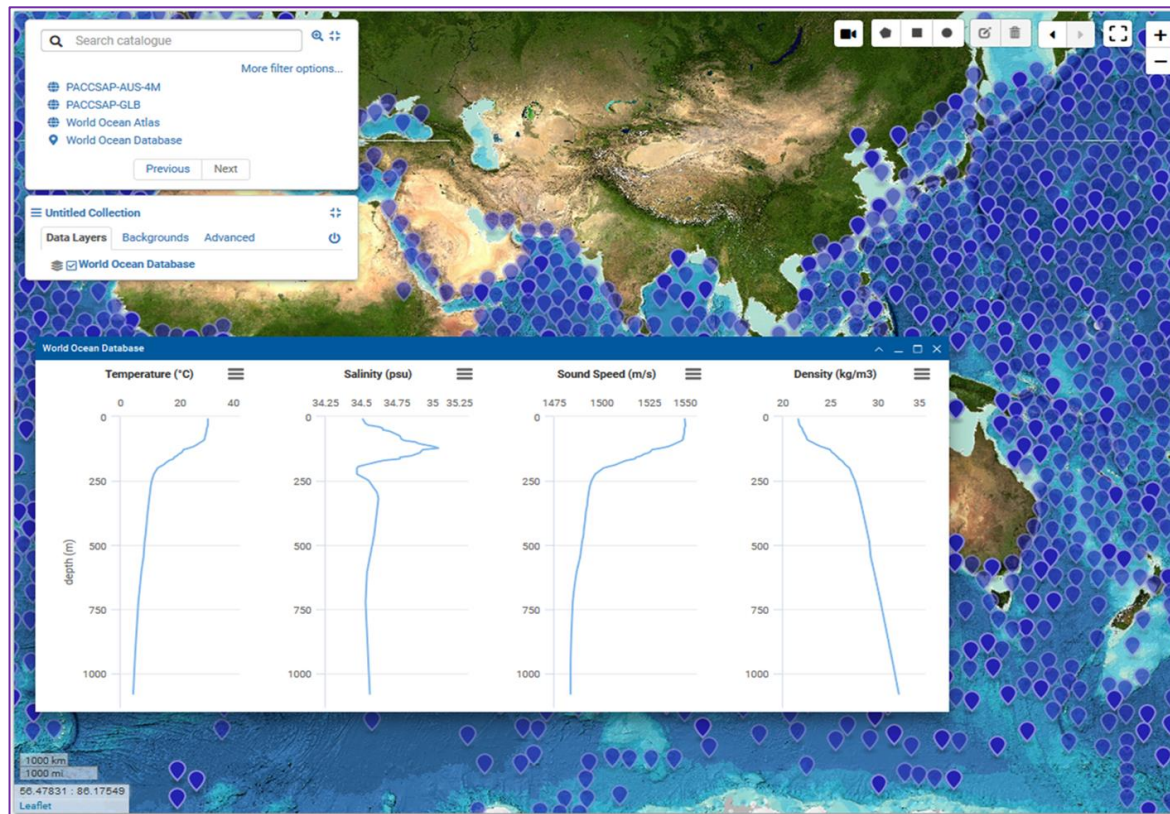 Search catalogue
More filter options...
PACCSAP-AUS-4M
PACCSAP-GLB
World Ocean Atlas
World Ocean Database
Previous Next
Untitled Collection
Data Layers Backgrounds Advanced
World Ocean Database
World Ocean Database
Temperature (°C) Salinity (psu) Sound Speed (m/s) Density (kg/m3)
0 20 40 34.25 34.5 34.75 35 35.25 1475 1500 1525 1550 20 25 30 35
0 0 0 0
250 250 250 250
500 500 500 500
depth (m)
750 750 750 750
1000 1000 1000 1000
1000 km
1000 mi
56.47831 : 86.17549
Leaflet